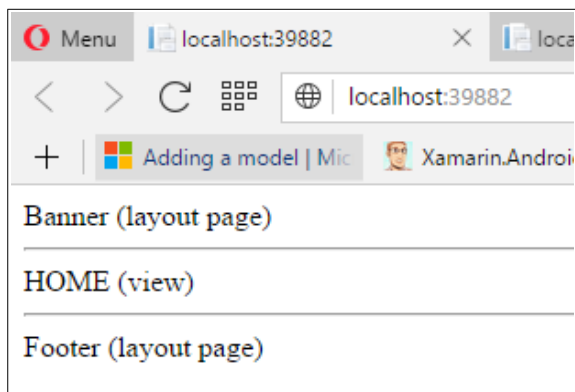 Menu localhost:39882 loca
localhost:39882
Adding a model | Mic Xamarin.Androi
Banner (layout page)
HOME (view)
Footer (layout page)